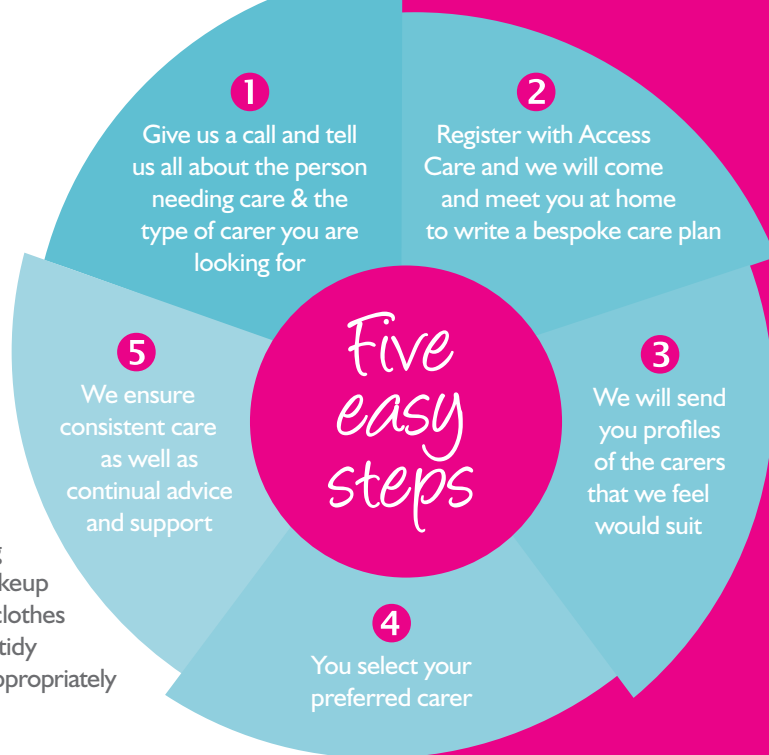 1
Give us a call and tell
us all about the person
needing care & the
type of carer you are
looking for
2
Register with Access
Care and we will come
and meet you at home
to write a bespoke care plan
3
We will send
you profiles
of the carers
that we feel
would suit
4
You select your
preferred carer
5
We ensure
consistent care
as well as
continual advice
and support
Five
easy
steps
clothes
tidy